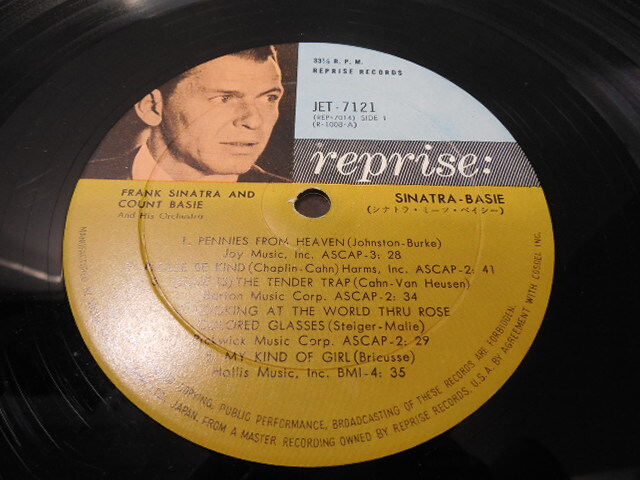 33⅓ R. P. M.
REPRISE RECORDS
JET-7121
(REP-7014) SIDE 1
(R-1008-A)
reprise:
FRANK SINATRA AND
COUNT BASIE
And His Orchestra
SINATRA-BASIE
(シナトラ・ミーツ・ベイシー)
1. PENNIES FROM HEAVEN (Johnston-Burke)
Joy Music, Inc. ASCAP-3: 28
BE KIND (Chaplin-Cahn) Harms, Inc. ASCAP-2: 41
THE TENDER TRAP (Cahn-Van Heusen)
Barton Music Corp. ASCAP-2: 34
LOOKING AT THE WORLD THRU ROSE
COLORED GLASSES (Steiger-Malie)
Pickwick Music Corp. ASCAP-2: 29
MY KIND OF GIRL (Bricusse)
Hollis Music, Inc. BMI-4: 35
COPYING, PUBLIC PERFORMANCE, BROADCASTING OF THESE RECORDS ARE FORBIDDEN.
JAPAN, FROM A MASTER RECORDING OWNED BY REPRISE RECORDS, U.S.A. BY AGREEMENT WITH COSDEL INC.